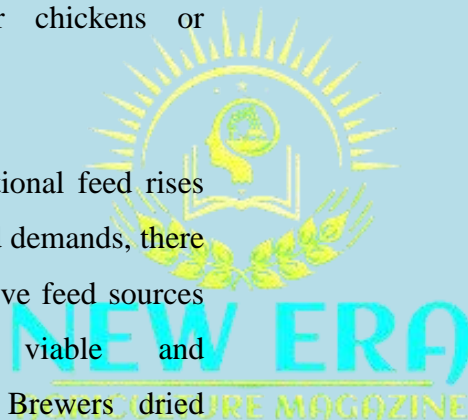 r chickens or
tional feed rises
l demands, there
ve feed sources
NEW ERA
viable and
Brewers dried
MAGAZINE